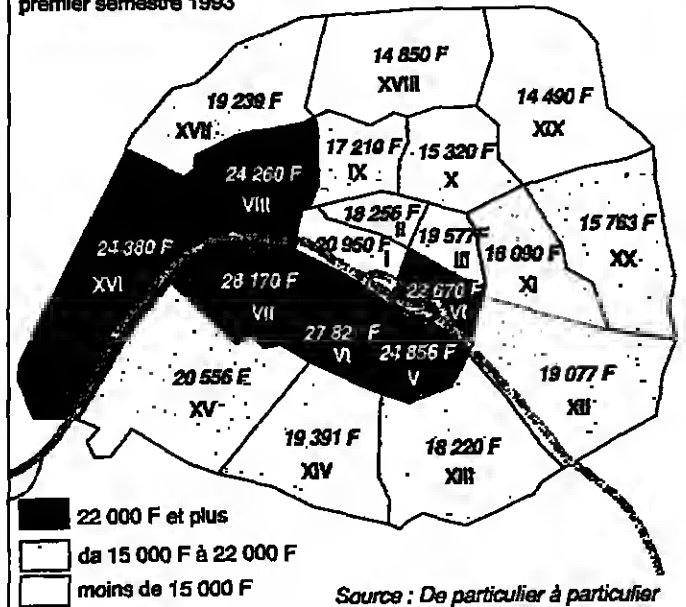 premier semestre 1993
14 850 F
XVIII
19 239 F
XVII
14 490 F
XIX
17 210 F
IX
15 320 F
X
24 260 F
VIII
18 256 F
II
19 577 F
III
20 950 F
I
16 090 F
XI
15 763 F
XX
24 380 F
XVI
28 170 F
VII
22 670 F
VI
27 82 F
VI
24 856 F
V
20 556 F
XV
19 077 F
XII
19 391 F
XIV
18 220 F
XIII
22 000 F et plus
da 15 000 F à 22 000 F
moins de 15 000 F
Source : De particulier à particulier